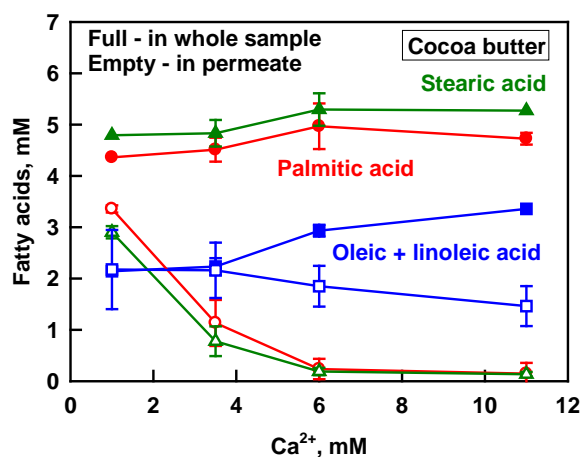 Full - in whole sample
Empty - in permeate
Cocoa butter
Stearic acid
Palmitic acid
Oleic + linoleic acid
Fatty acids, mM
7
6
5
4
3
2
1
0
0 2 4 6 8 10 12
Ca²⁺, mM